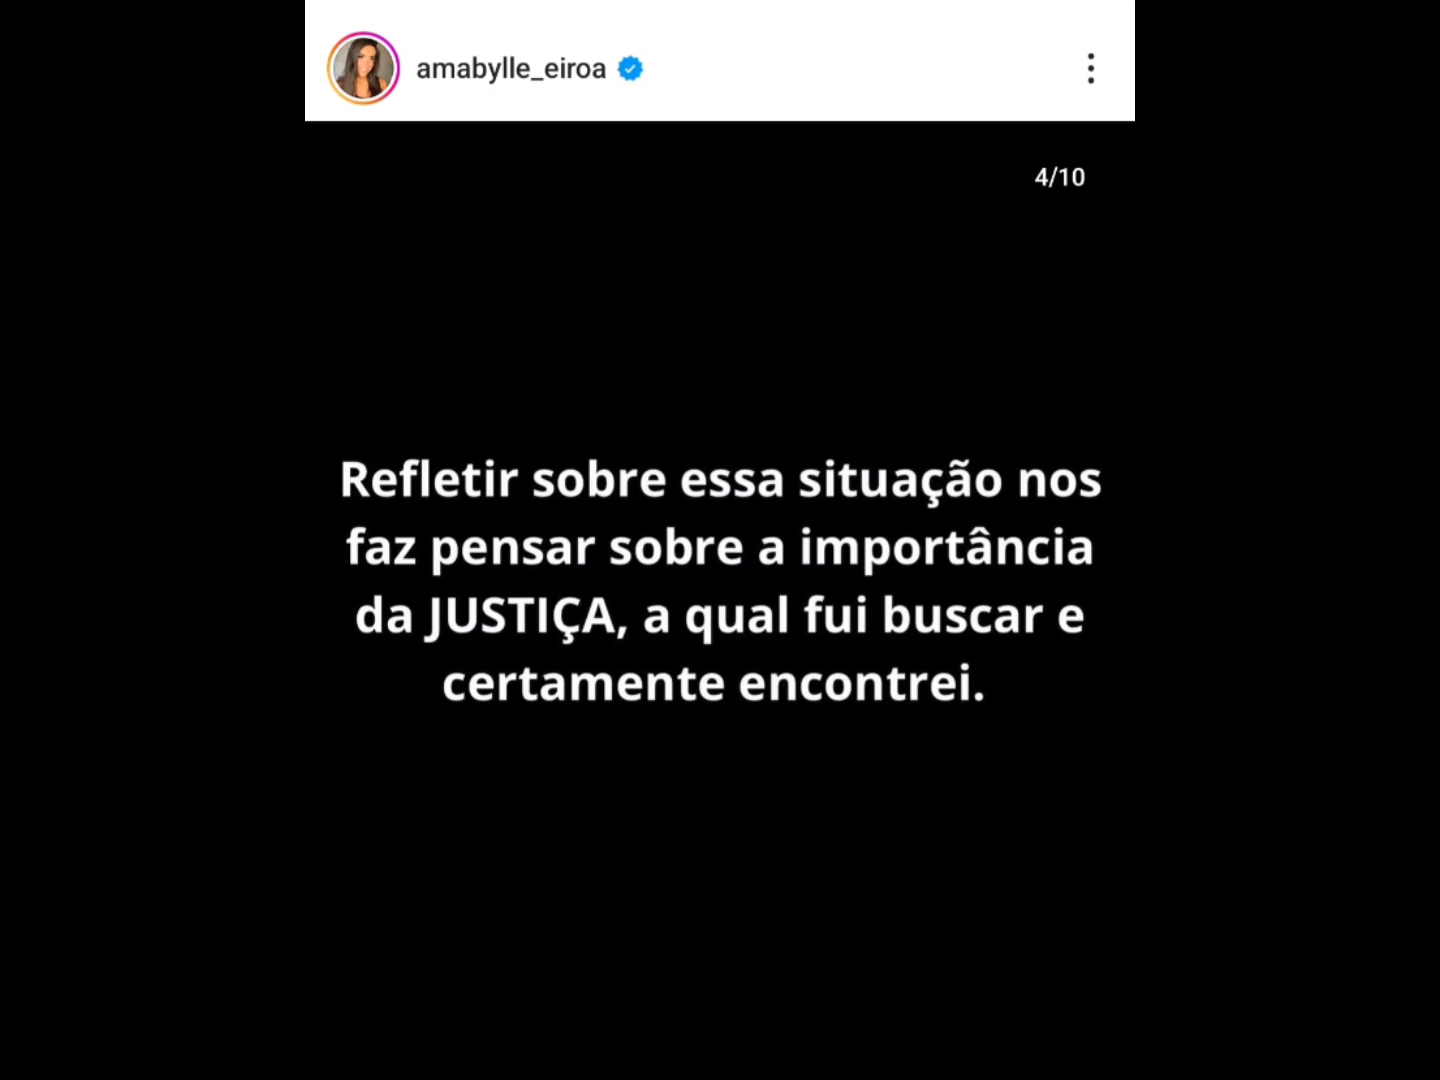 amabylle_eiroa
4/10
Refletir sobre essa situação nos
faz pensar sobre a importância
da JUSTIÇA, a qual fui buscar e
certamente encontrei.